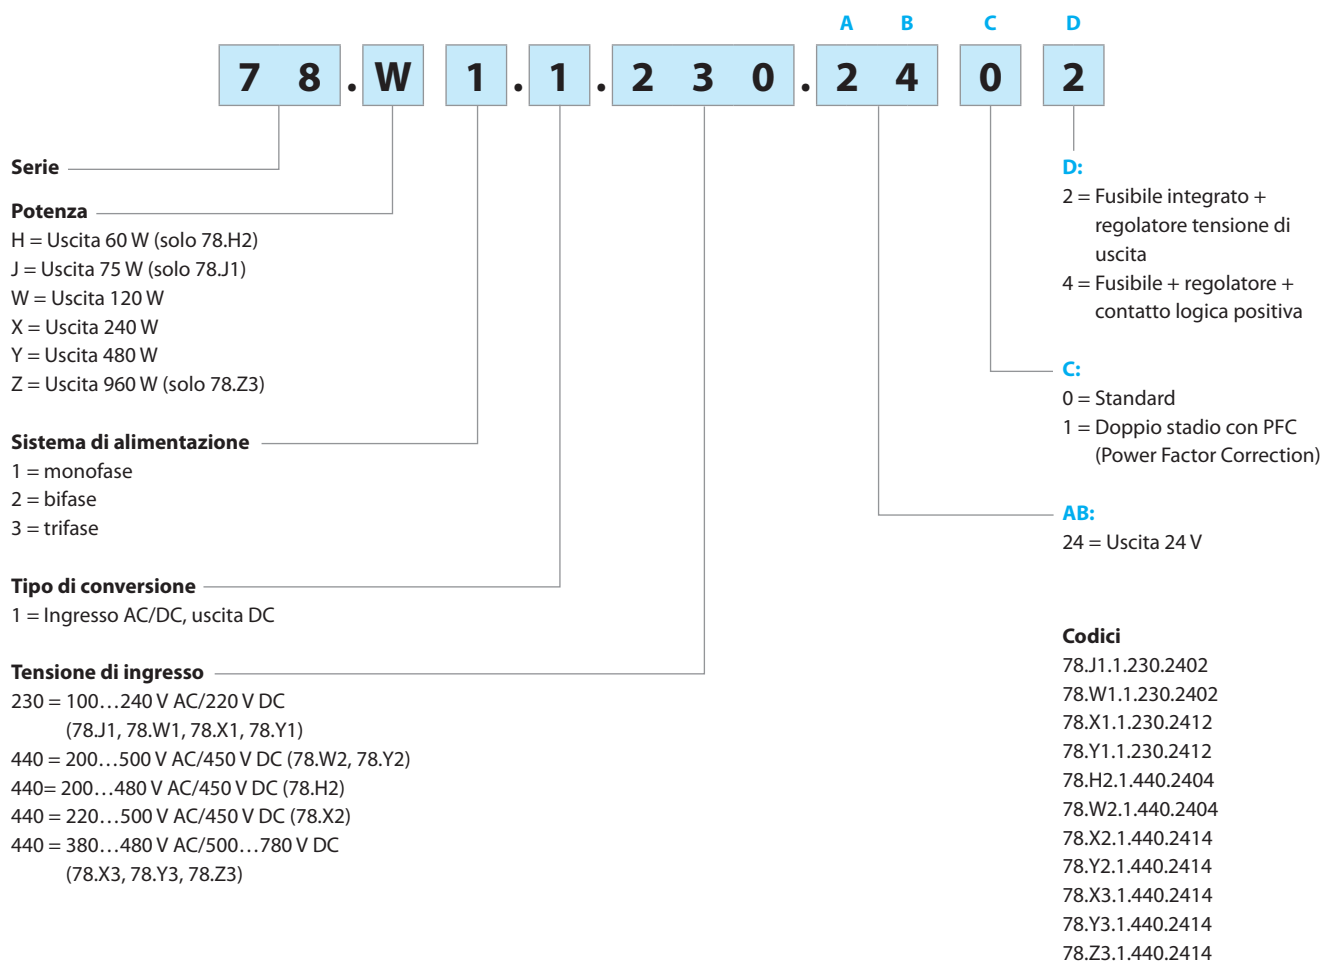 A B C D
78.W 1.1.230.24 0 2
Serie
Potenza
H = Uscita 60 W (solo 78.H2)
J = Uscita 75 W (solo 78.J1)
W = Uscita 120 W
X = Uscita 240 W
Y = Uscita 480 W
Z = Uscita 960 W (solo 78.Z3)
Sistema di alimentazione
1 = monofase
2 = bifase
3 = trifase
Tipo di conversione
1 = Ingresso AC/DC, uscita DC
Tensione di ingresso
230 = 100…240 V AC/220 V DC
(78.J1, 78.W1, 78.X1, 78.Y1)
440 = 200…500 V AC/450 V DC (78.W2, 78.Y2)
440= 200…480 V AC/450 V DC (78.H2)
440 = 220…500 V AC/450 V DC (78.X2)
440 = 380…480 V AC/500…780 V DC
(78.X3, 78.Y3, 78.Z3)
D:
2 = Fusibile integrato +
regolatore tensione di
uscita
4 = Fusibile + regolatore +
contatto logica positiva
C:
0 = Standard
1 = Doppio stadio con PFC
(Power Factor Correction)
AB:
24 = Uscita 24 V
Codici
78.J1.1.230.2402
78.W1.1.230.2402
78.X1.1.230.2412
78.Y1.1.230.2412
78.H2.1.440.2404
78.W2.1.440.2404
78.X2.1.440.2414
78.Y2.1.440.2414
78.X3.1.440.2414
78.Y3.1.440.2414
78.Z3.1.440.2414